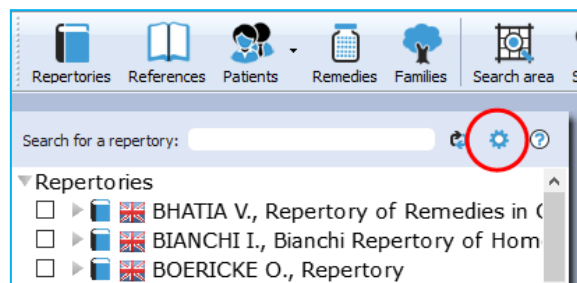 Repertories References Patients Remedies Families Search area
Search for a repertory:
Repertories
BHATIA V., Repertory of Remedies in
BIANCHI I., Bianchi Repertory of Hom
BOERICKE O., Repertory